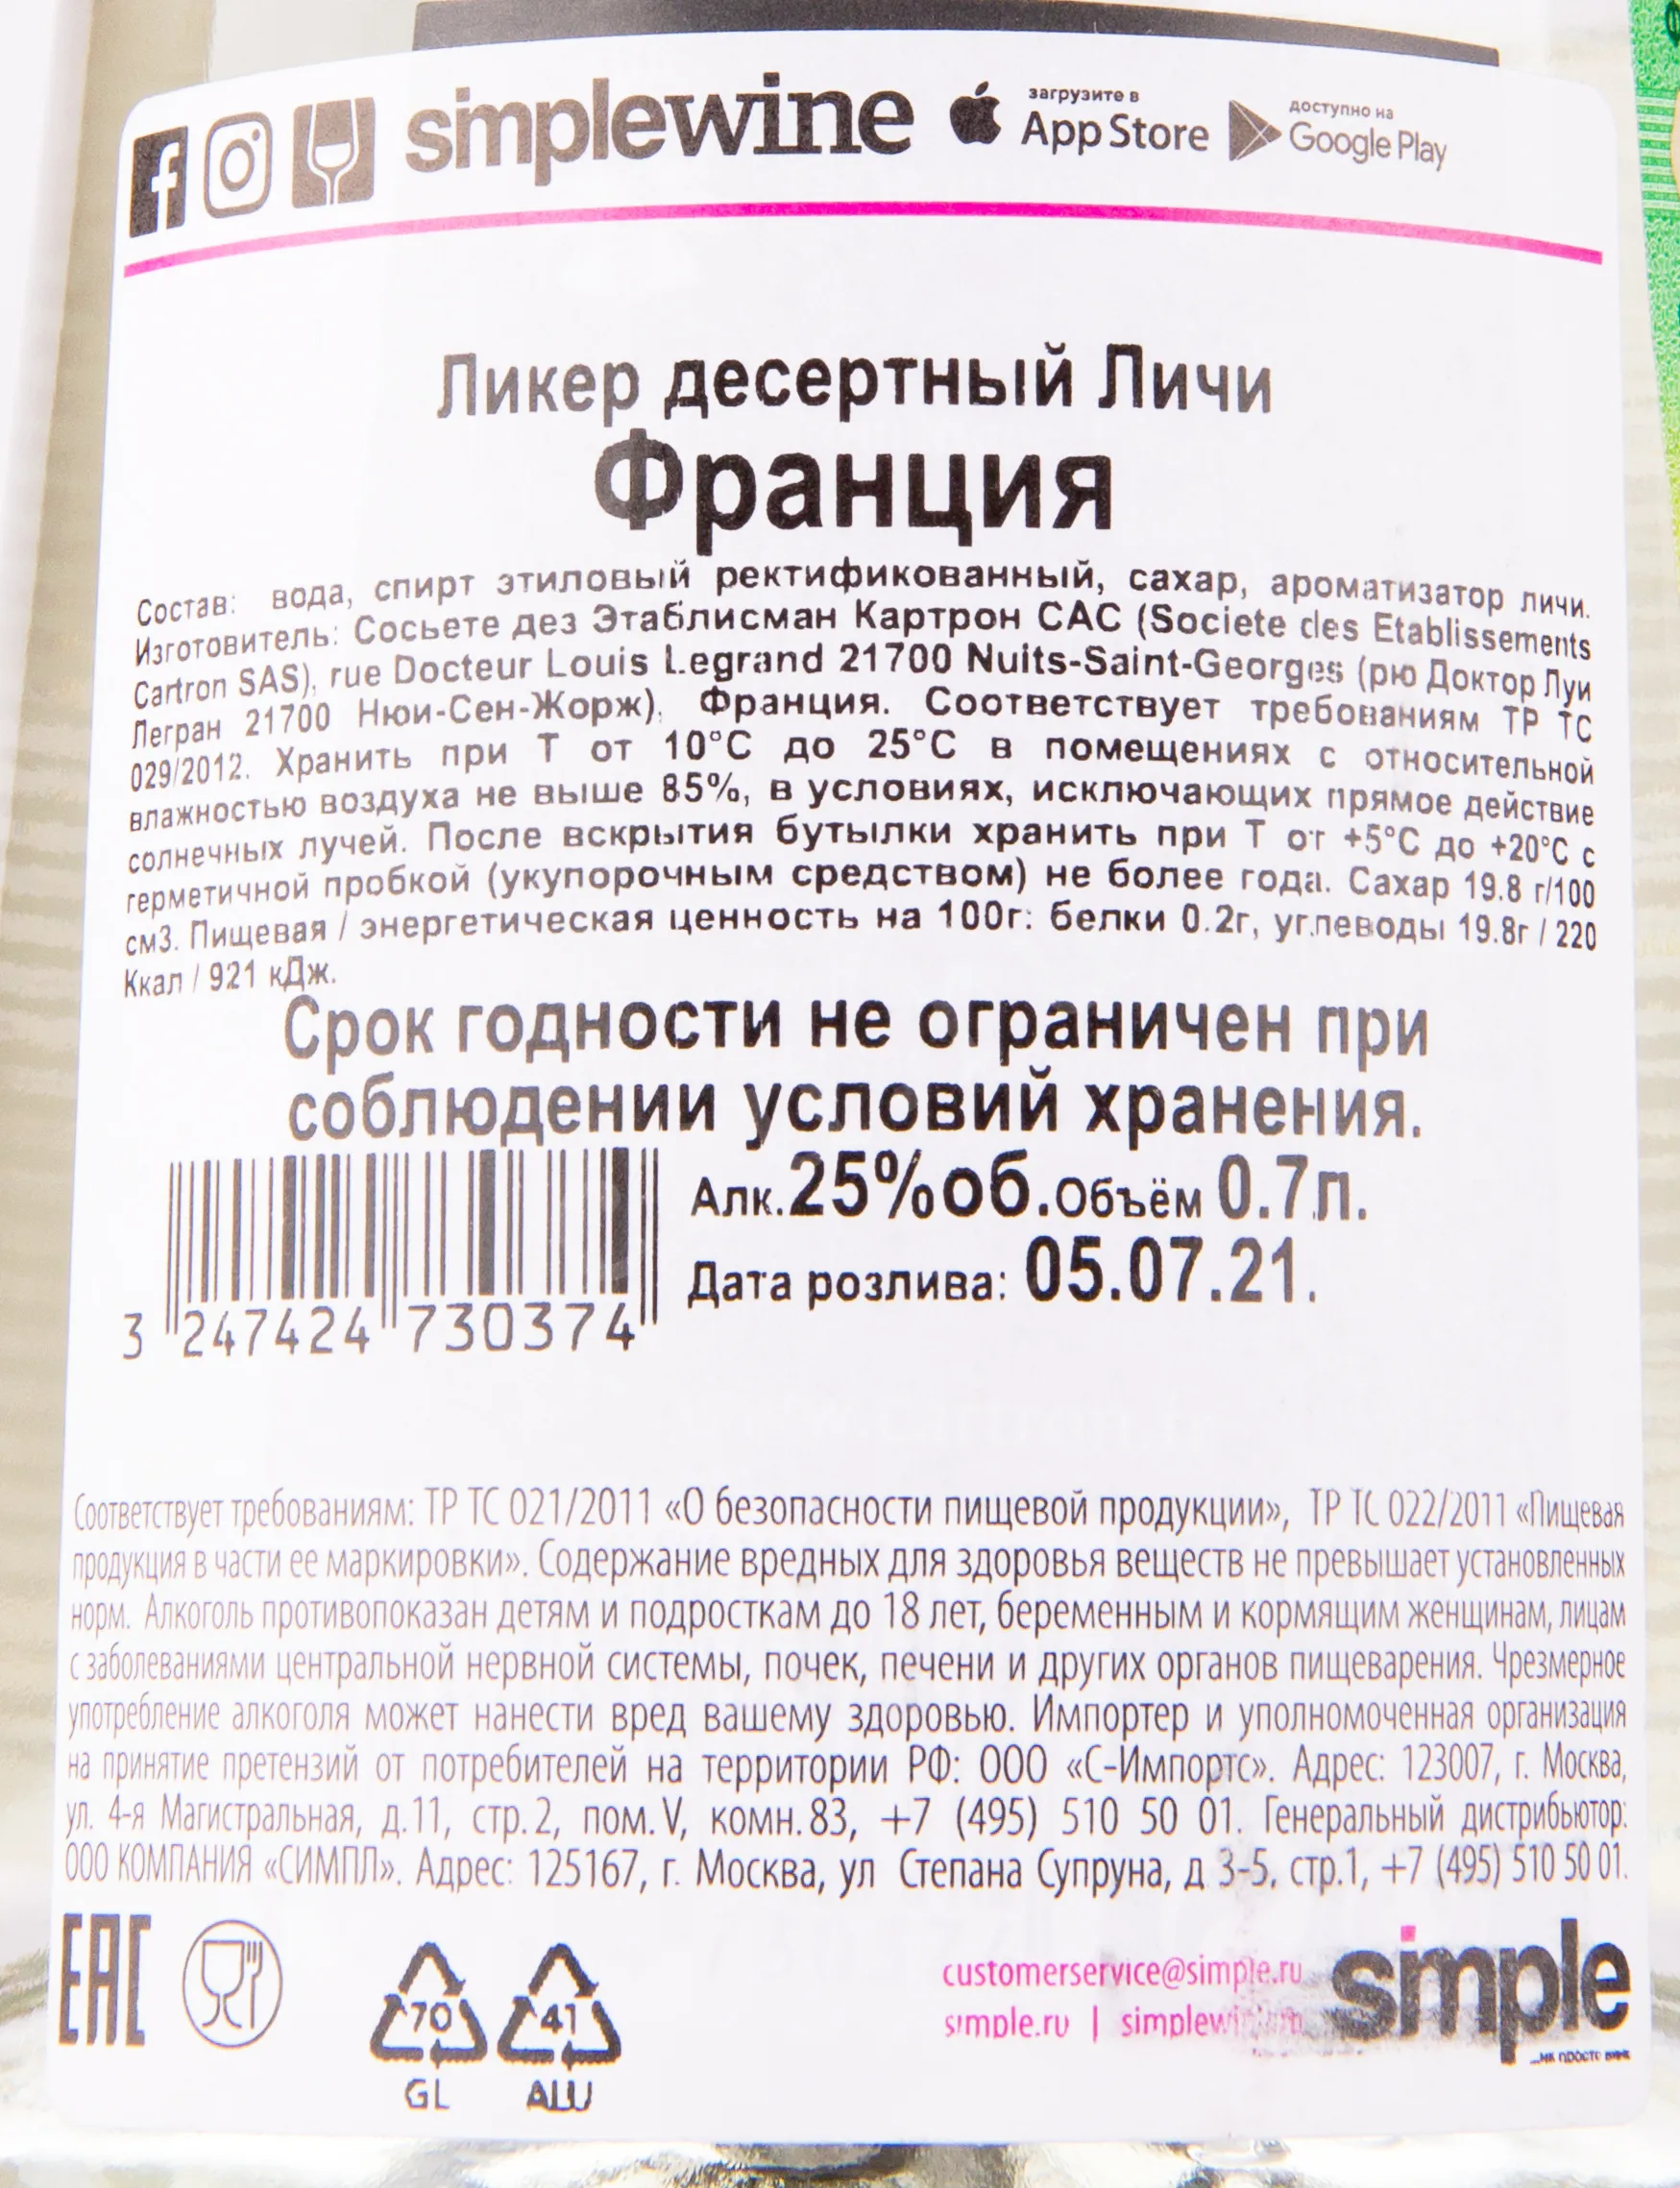 simplewine
загрузите в
App Store
доступно на
Google Play
Ликер десертный Личи
Франция
Состав: вода, спирт этиловый ректификованный, сахар, ароматизатор личи.
Изготовитель: Сосьете дез Этаблисман Картрон САС (Societe des Etablissements
Cartron SAS), rue Docteur Louis Legrand 21700 Nuits-Saint-Georges (рю Доктор Луи
Легран 21700 Нюи-Сен-Жорж), Франция. Соответствует требованиям ТР ТС
029/2012. Хранить при Т от 10°С до 25°С в помещениях с относительной
влажностью воздуха не выше 85%, в условиях, исключающих прямое действие
солнечных лучей. После вскрытия бутылки хранить при Т от +5°С до +20°С с
герметичной пробкой (укупорочным средством) не более года. Сахар 19.8 г/100
см3. Пищевая / энергетическая ценность на 100г: белки 0.2г, углеводы 19.8г / 220
Ккал / 921 кДж.
Срок годности не ограничен при
соблюдении условий хранения.
Алк.25%об.Объём 0.7л.
Дата розлива: 05.07.21.
3 247424 730374
Соответствует требованиям: ТР ТС 021/2011 «О безопасности пищевой продукции», ТР ТС 022/2011 «Пищевая
продукция в части ее маркировки». Содержание вредных для здоровья веществ не превышает установленных
норм. Алкоголь противопоказан детям и подросткам до 18 лет, беременным и кормящим женщинам, лицам
с заболеваниями центральной нервной системы, почек, печени и других органов пищеварения. Чрезмерное
употребление алкоголя может нанести вред вашему здоровью. Импортер и уполномоченная организация
на принятие претензий от потребителей на территории РФ: ООО «С-Импортс». Адрес: 123007, г. Москва,
ул. 4-я Магистральная, д.11, стр.2, пом.V, комн.83, +7 (495) 510 50 01. Генеральный дистрибьютор:
ООО КОМПАНИЯ «СИМПЛ». Адрес: 125167, г. Москва, ул Степана Супруна, д 3-5, стр.1, +7 (495) 510 50 01.
EAC
70
GL
41
ALU
customerservice@simple.ru
simple.ru |
simple